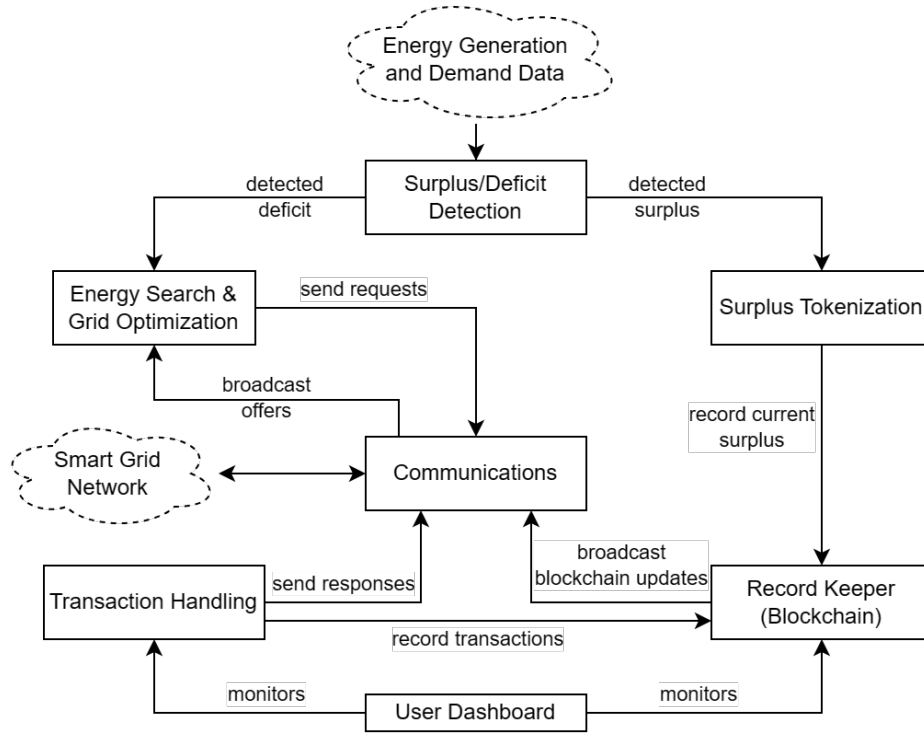 Energy Generation
and Demand Data
detected
deficit
Surplus/Deficit
Detection
detected
surplus
Energy Search &
Grid Optimization
send requests
Surplus Tokenization
broadcast
offers
record current
surplus
Smart Grid
Network
Communications
broadcast
blockchain updates
send responses
Transaction Handling
Record Keeper
(Blockchain)
record transactions
monitors
User Dashboard
monitors